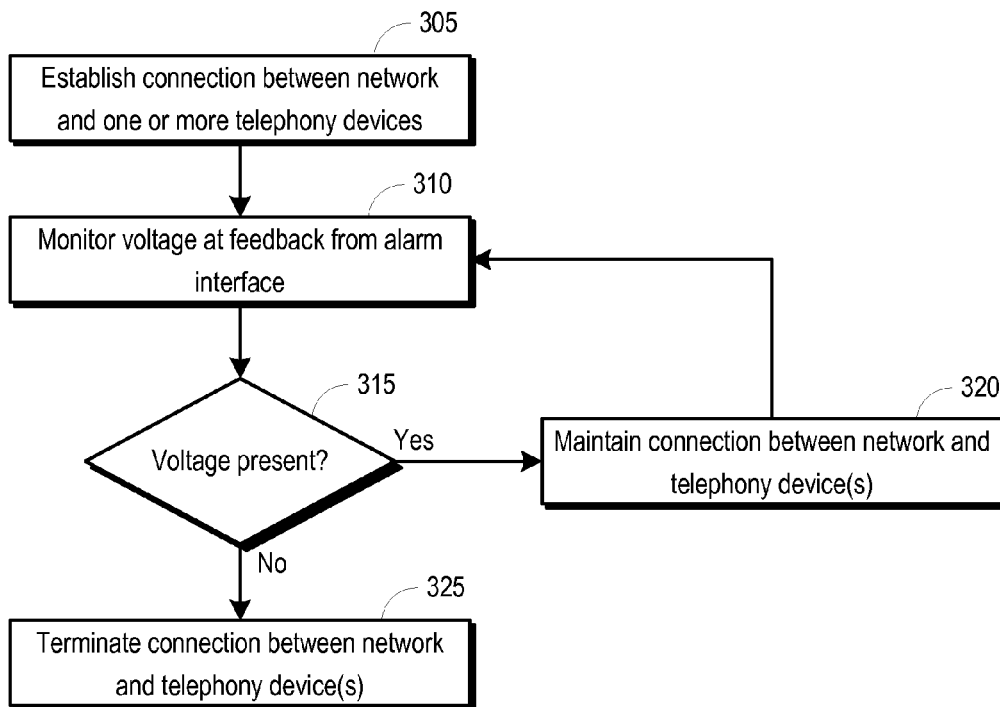 305
Establish connection between network
and one or more telephony devices
310
Monitor voltage at feedback from alarm
interface
315
Voltage present?
Yes
320
Maintain connection between network and
telephony device(s)
No
325
Terminate connection between network
and telephony device(s)